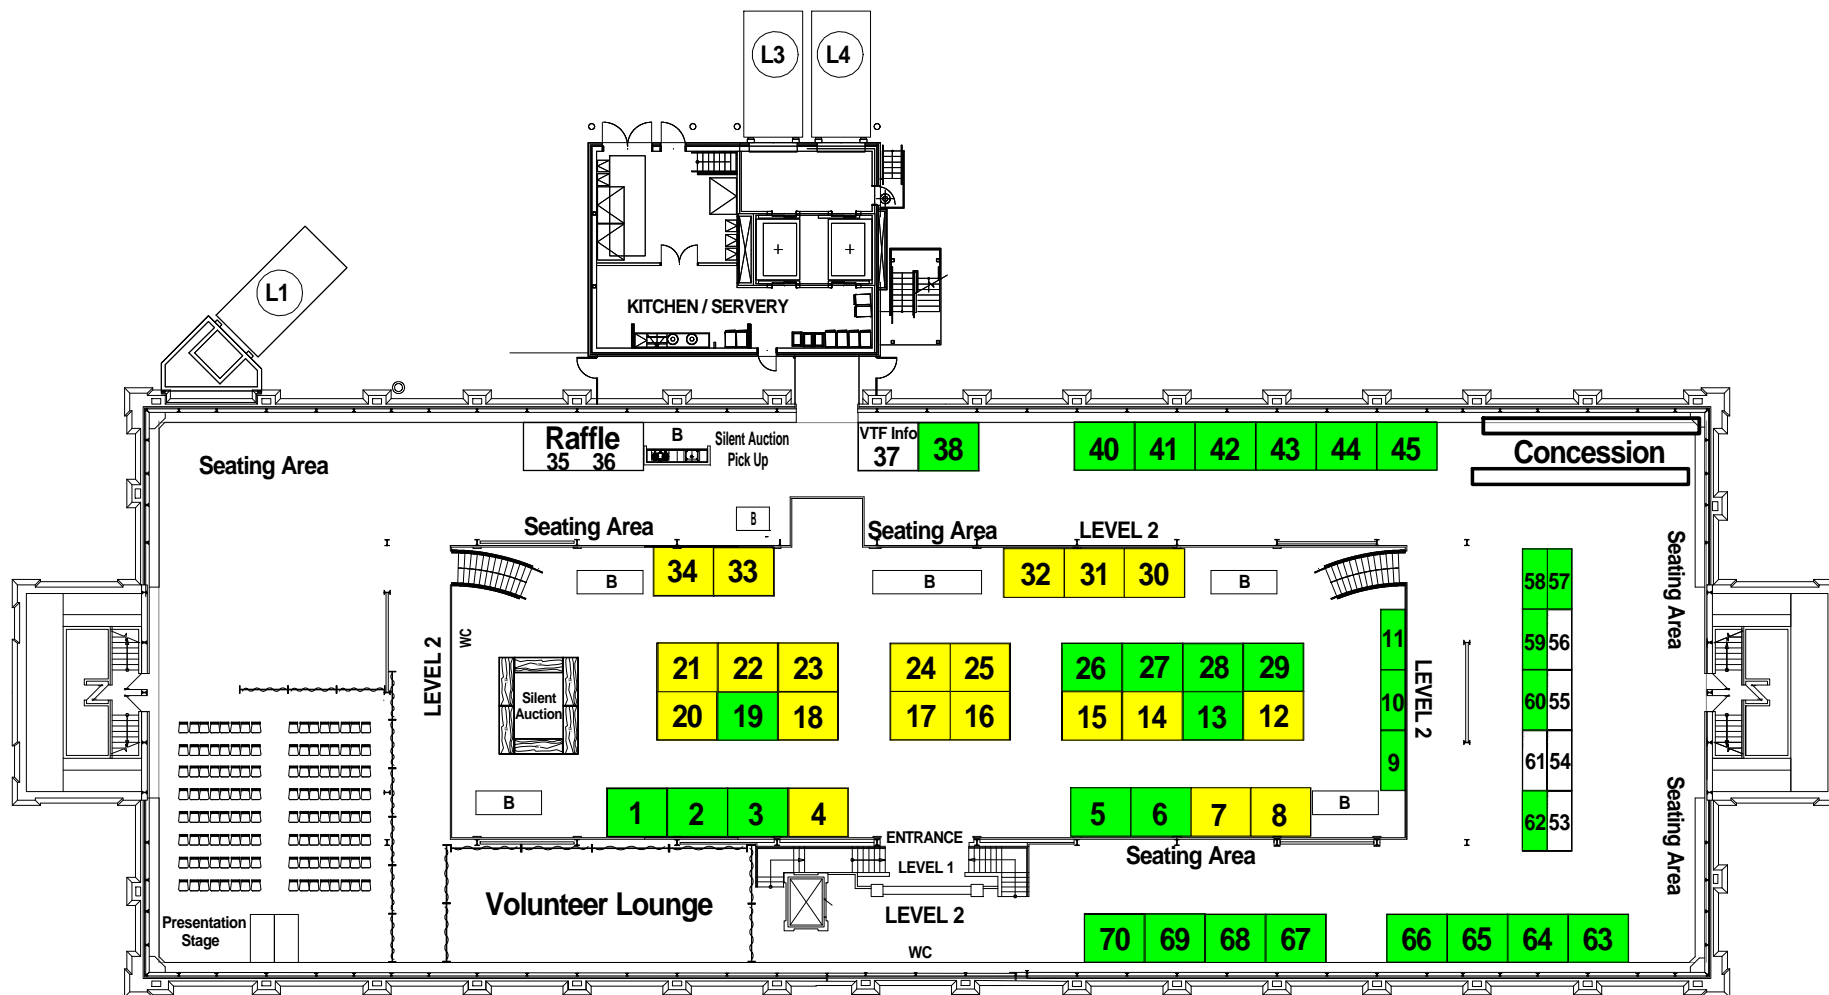 L3 L4
L1
KITCHEN / SERVERY
Raffle
35 36
B
Silent Auction
Pick Up
VTF Info
37
38
40 41 42 43 44 45
Concession
Seating Area
Seating Area
B
Seating Area
LEVEL 2
34 33
B
B
32 31 30
B
Seating Area
58 57
59 56
60 55
61 54
62 53
11
10
9
LEVEL 2
LEVEL 2
WC
21 22 23
20 19 18
24 25
17 16
26 27 28 29
15 14 13 12
Silent
Auction
B
1 2 3 4
5 6 7 8
B
Seating Area
ENTRANCE
LEVEL 1
Seating Area
Volunteer Lounge
LEVEL 2
WC
Presentation
Stage
70 69 68 67
66 65 64 63